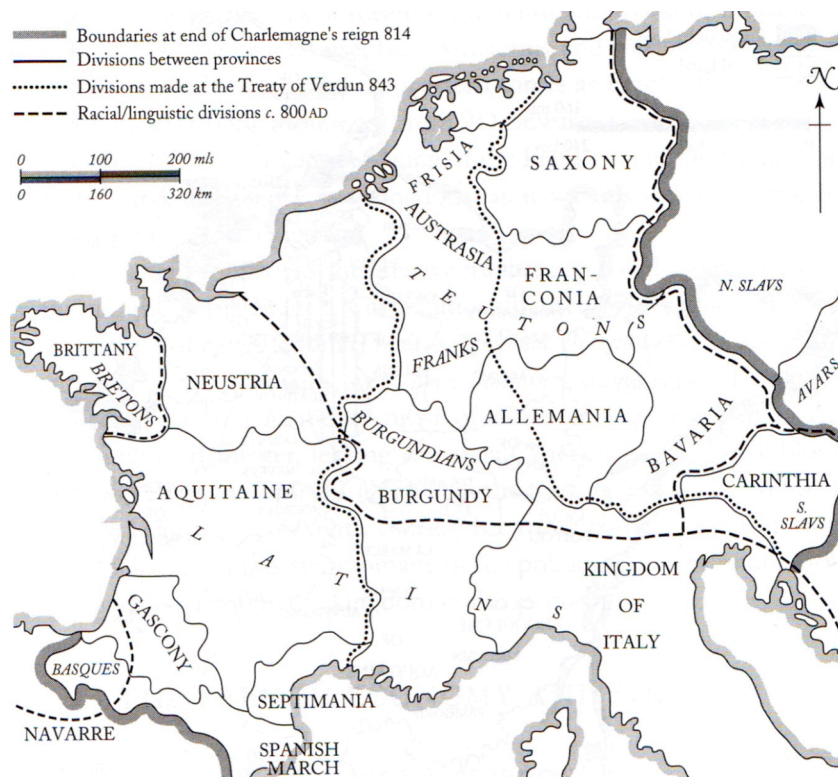 Boundaries at end of Charlemagne's reign 814
Divisions between provinces
Divisions made at the Treaty of Verdun 843
Racial/linguistic divisions c. 800 AD
0 100 200 mls
0 160 320 km
N
FRISIA
SAXONY
AUSTRASIA
TEUTONS
FRAN-
CONIA
N. SLAVS
BRITTANY
BRETONS
NEUSTRIA
FRANKS
AVARS
ALLEMANIA
BAVARIA
BURGUNDIANS
AQUITAINE
BURGUNDY
CARINTHIA
S.
SLAVS
LATINS
KINGDOM
OF
ITALY
GASCONY
BASQUES
SEPTIMANIA
NAVARRE
SPANISH
MARCH